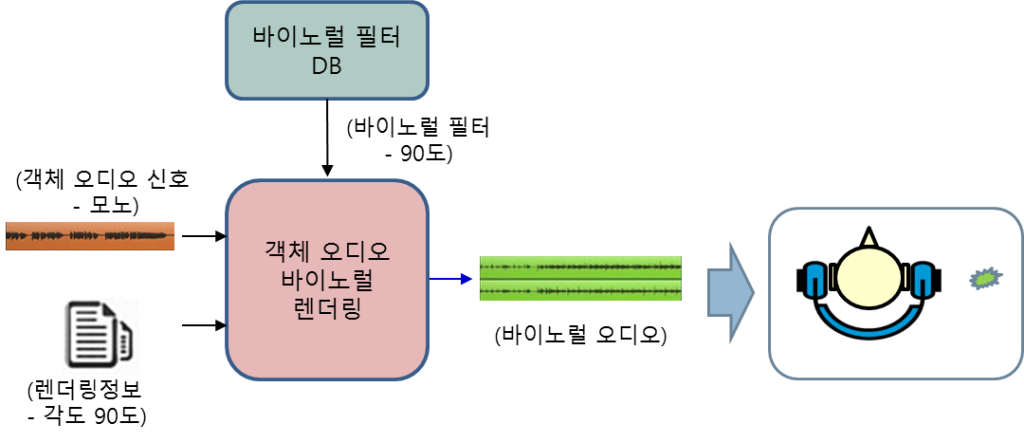 바이노럴 필터
DB
(바이노럴 필터
- 90도)
(객체 오디오 신호
- 모노)
객체 오디오
바이노럴
렌더링
(바이노럴 오디오)
(렌더링정보
- 각도 90도)